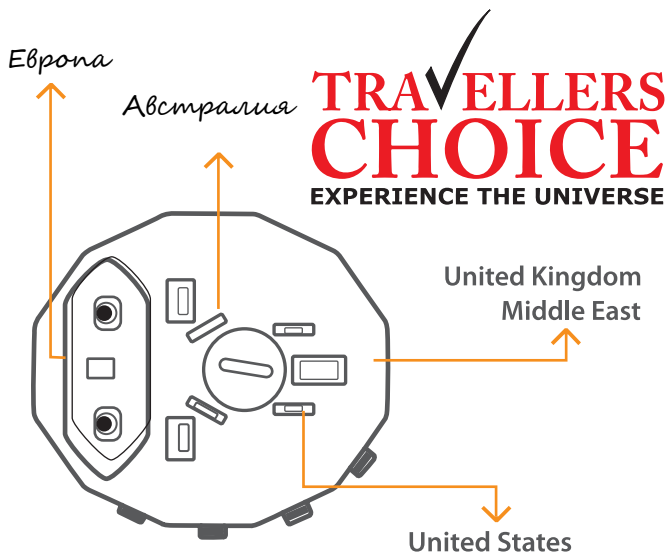 Европа
Австралия
TRAVELLERS
CHOICE
EXPERIENCE THE UNIVERSE
United Kingdom
Middle East
United States